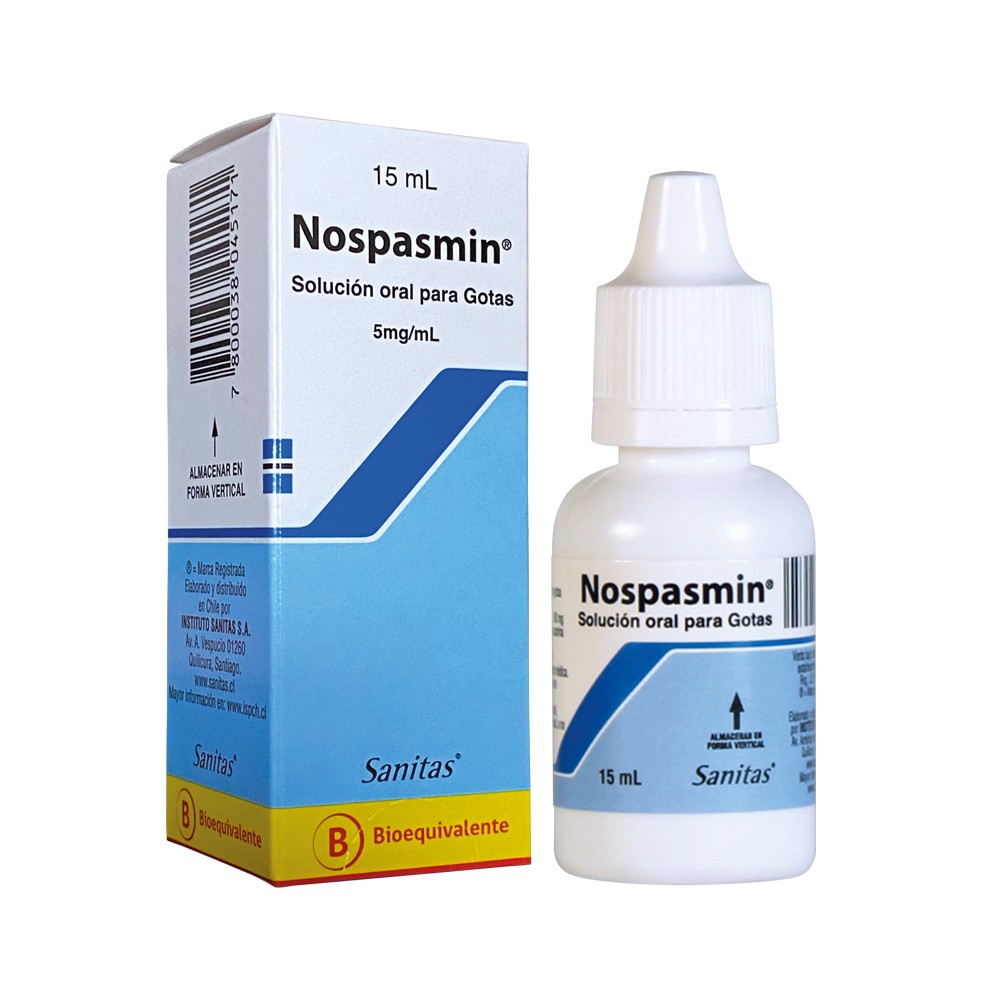 15 mL
Nospasmin®
Solución oral para Gotas
5mg/mL
Sanitas®
B Bioequivalente
7 800038 045171
ALMACENAR EN
FORMA VERTICAL
® = Marca Registrada
Elaborado y distribuido
en Chile por
INSTITUTO SANITAS S.A.
Av. A. Vespucio 01260
Quilicura, Santiago.
www.sanitas.cl
Mayor información en: www.ispch.cl
Sanitas®
B Bioequivalente
Nospasmin®
Solución oral para Gotas
ALMACENAR EN
FORMA VERTICAL
15 mL
Sanitas®